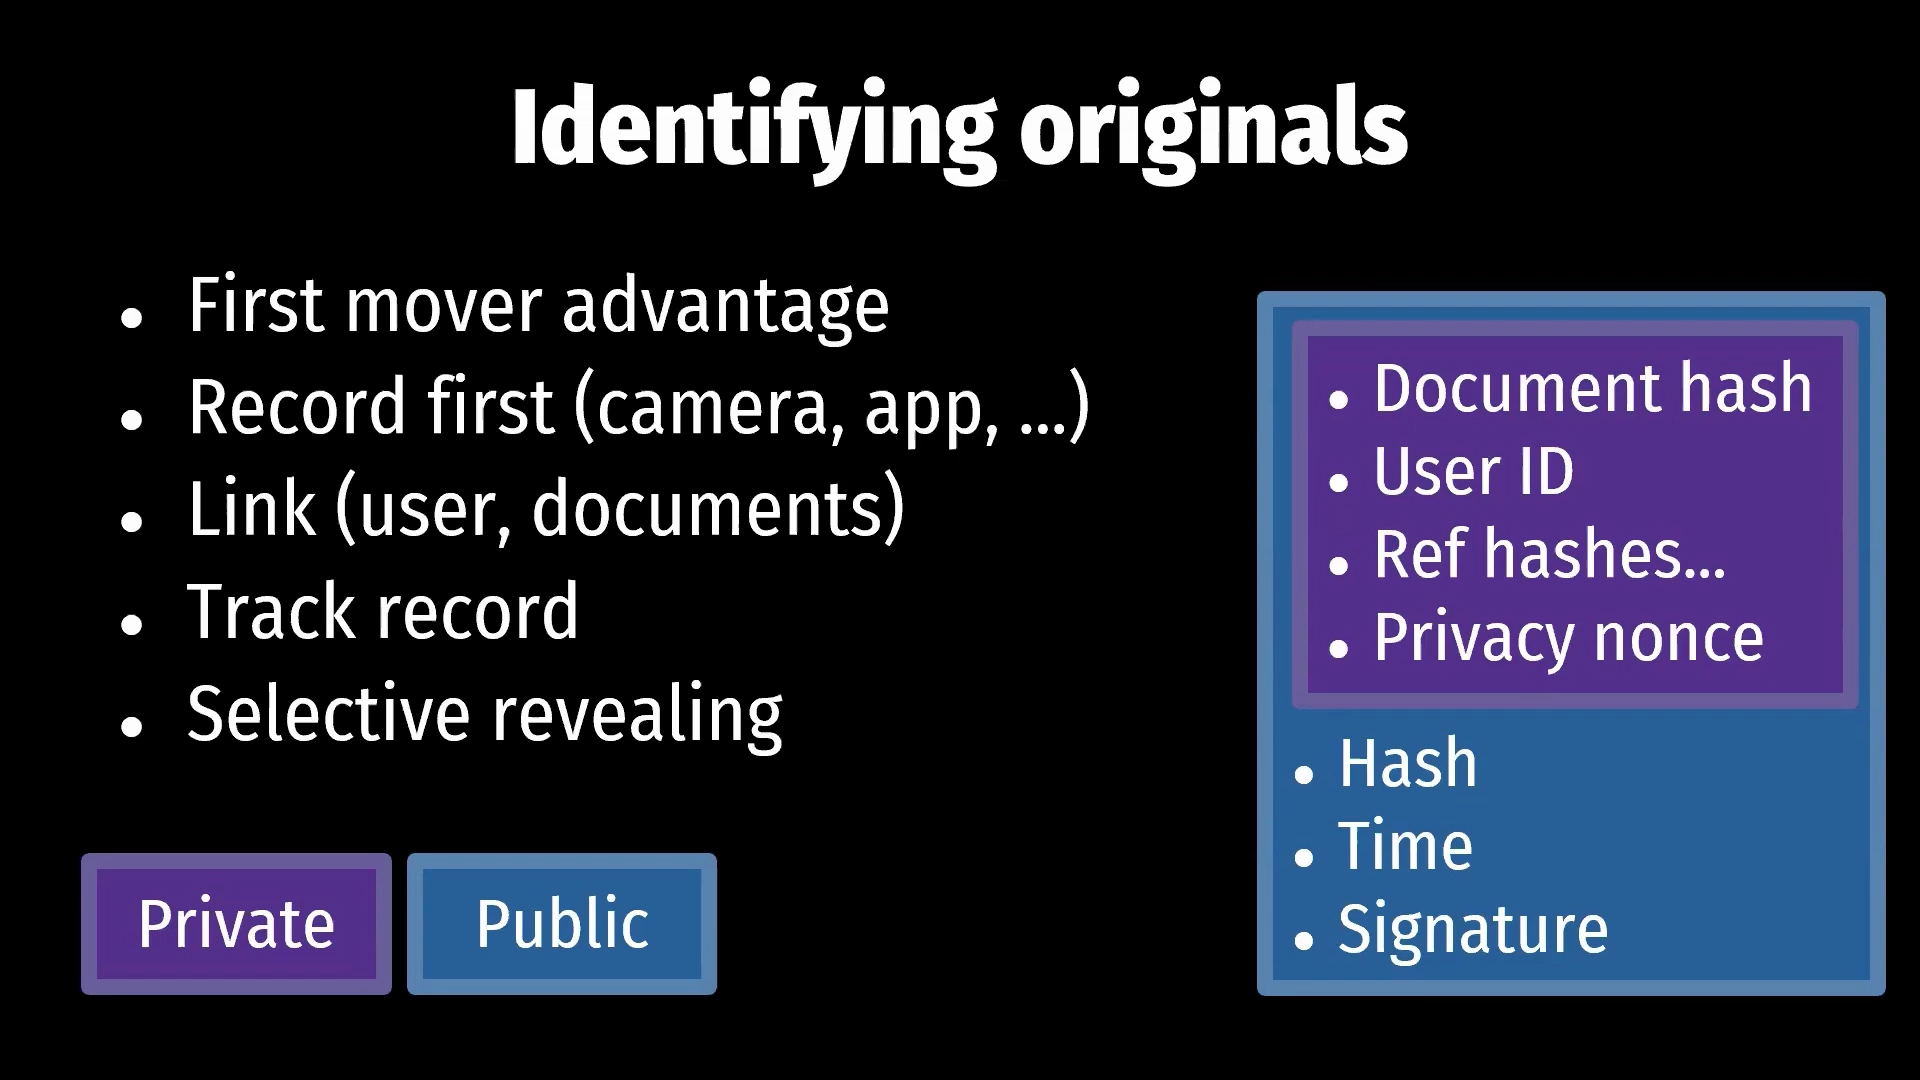 Identifying originals
• First mover advantage
• Record first (camera, app, ...)
• Link (user, documents)
• Track record
• Selective revealing
Private
Public
• Document hash
• User ID
• Ref hashes...
• Privacy nonce
• Hash
• Time
• Signature